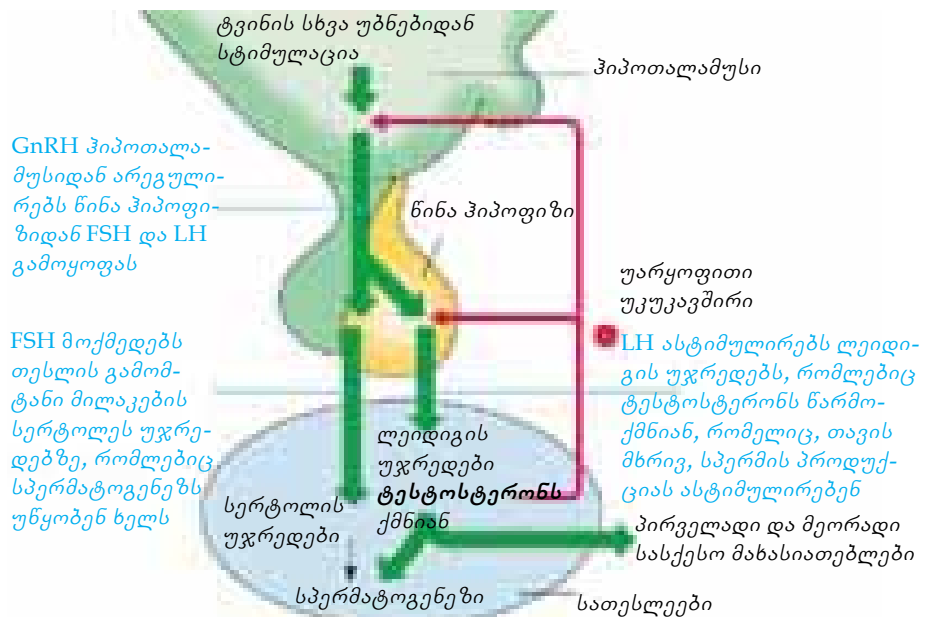 ტვინის სხვა უბნებიდან
სტიმულაცია
ჰიპოთალამუსი
GnRH ჰიპოთალა-
მუსიდან არეგული-
რებს წინა ჰიპოფი-
ზიდან FSH და LH
გამოყოფას
წინა ჰიპოფიზი
უარყოფითი
უკუკავშირი
FSH მოქმედებს
თესლის გამომ-
ტანი მილაკების
სერტოლეს უჯრე-
დებზე, რომლებიც
სპერმატოგენეზს
უწყობენ ხელს
LH ასტიმულირებს ლეიდი-
გის უჯრედებს, რომლებიც
ტესტოსტერონს წარმო-
ქმნიან, რომელიც, თავის
მხრივ, სპერმის პროდუქ-
ციას ასტიმულირებენ
ლეიდიგის
უჯრედები
ტესტოსტერონს
ქმნიან
სერტოლის
უჯრედები
პირველადი და მეორადი
სასქესო მახასიათებლები
სპერმატოგენეზი
სათესლეები